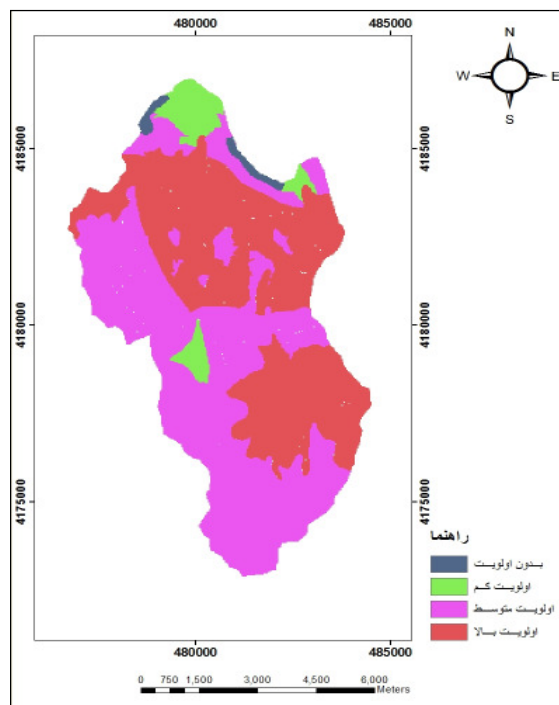 480000 485000
N
W E
S
4185000 4185000
4180000 4180000
4175000 4175000
راهنما
بدون اولویت
اولویت کم
اولویت متوسط
اولویت بالا
480000 485000
0 750 1,500 3,000 4,500 6,000
Meters